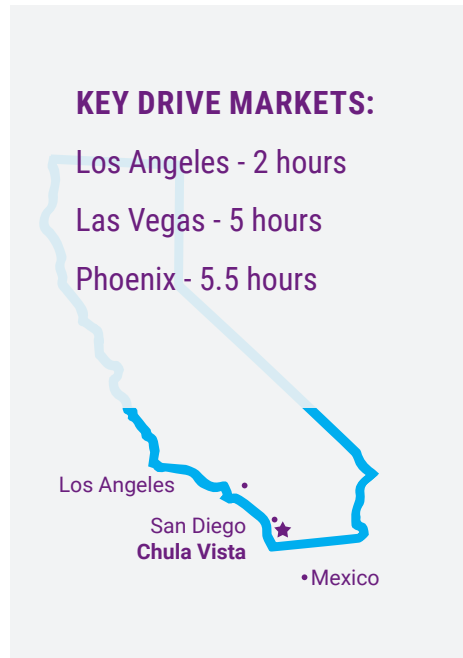 KEY DRIVE MARKETS:
Los Angeles - 2 hours
Las Vegas - 5 hours
Phoenix - 5.5 hours
Los Angeles
San Diego
Chula Vista
Mexico